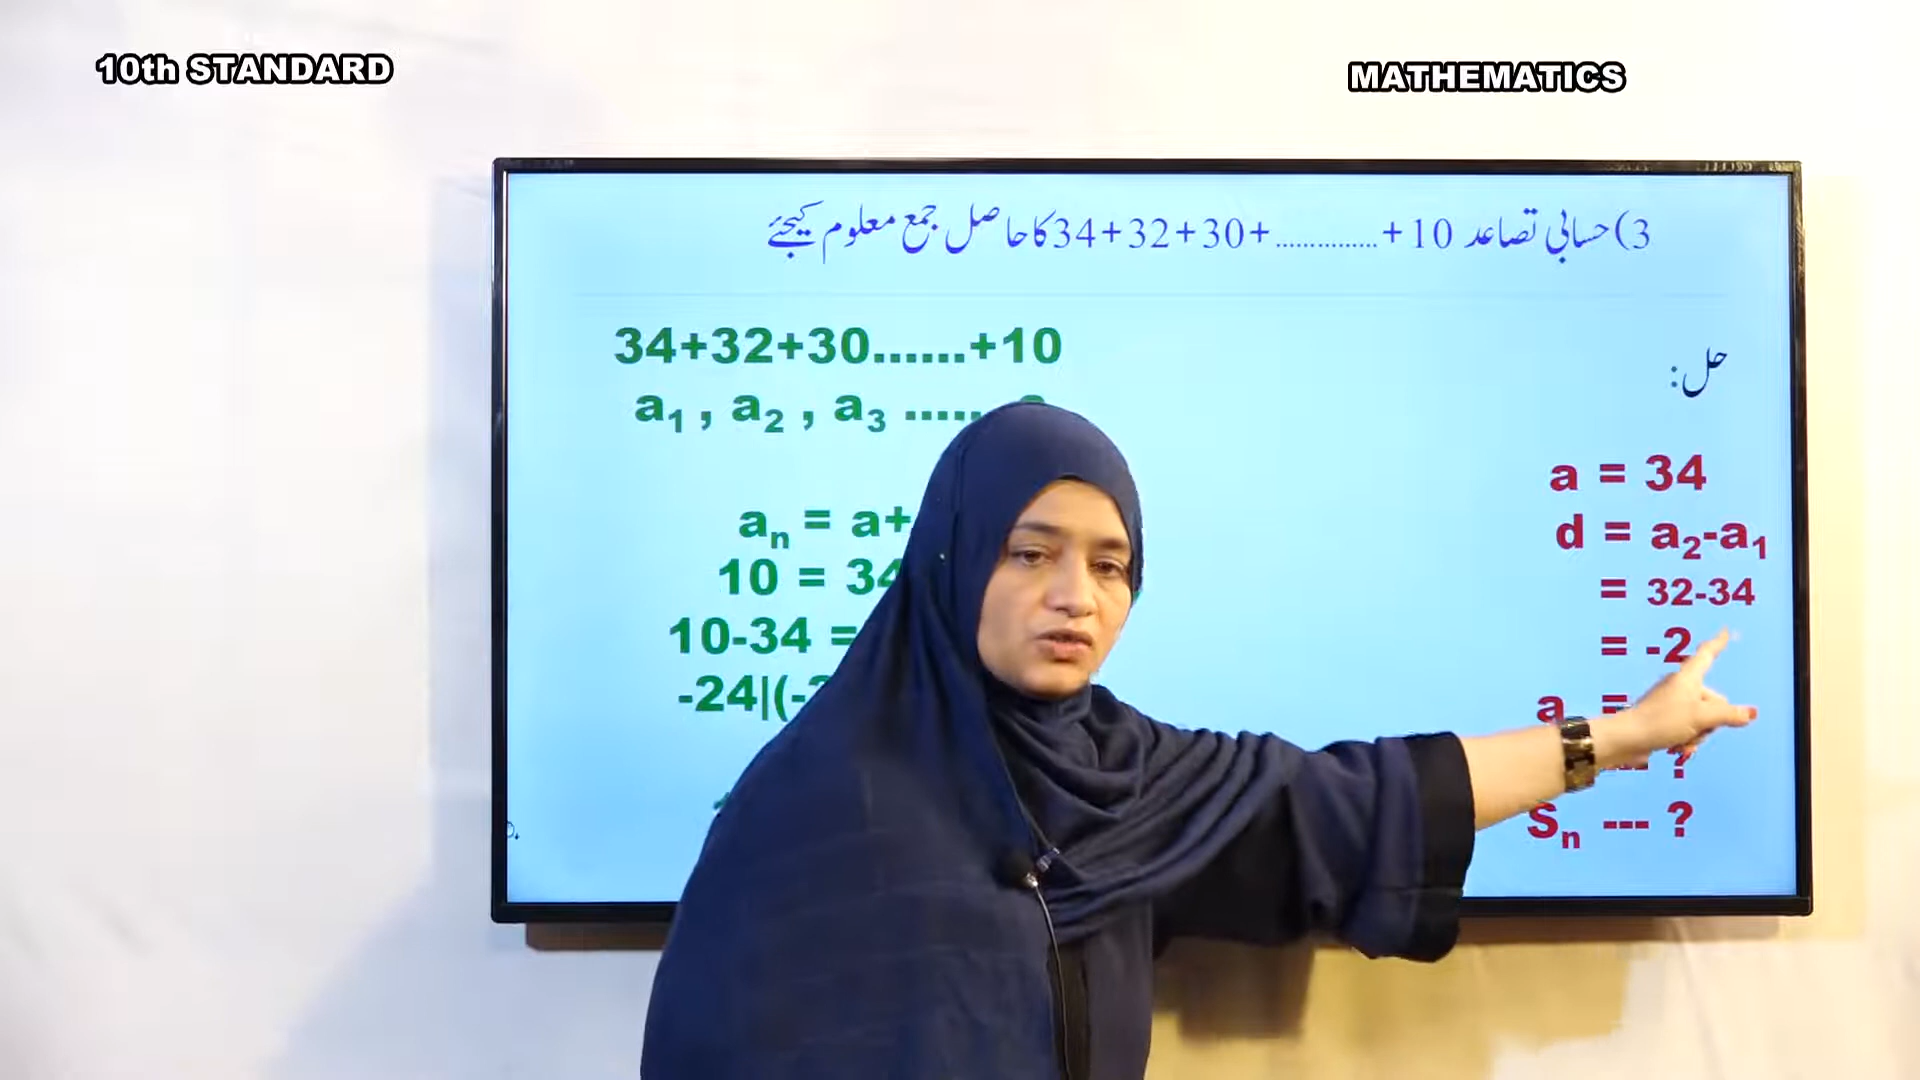 10th STANDARD
MATHEMATICS
3) حسابی تصاعد 34+32+30+...............+10 کا حاصل جمع معلوم کیجئے
حل:
34+32+30......+10
a₁ , a₂ , a₃ ......
aₙ = a+
10 = 34
10-34 =
-24|(-
a = 34
d = a₂-a₁
= 32-34
= -2
a =
--- ?
Sₙ --- ?